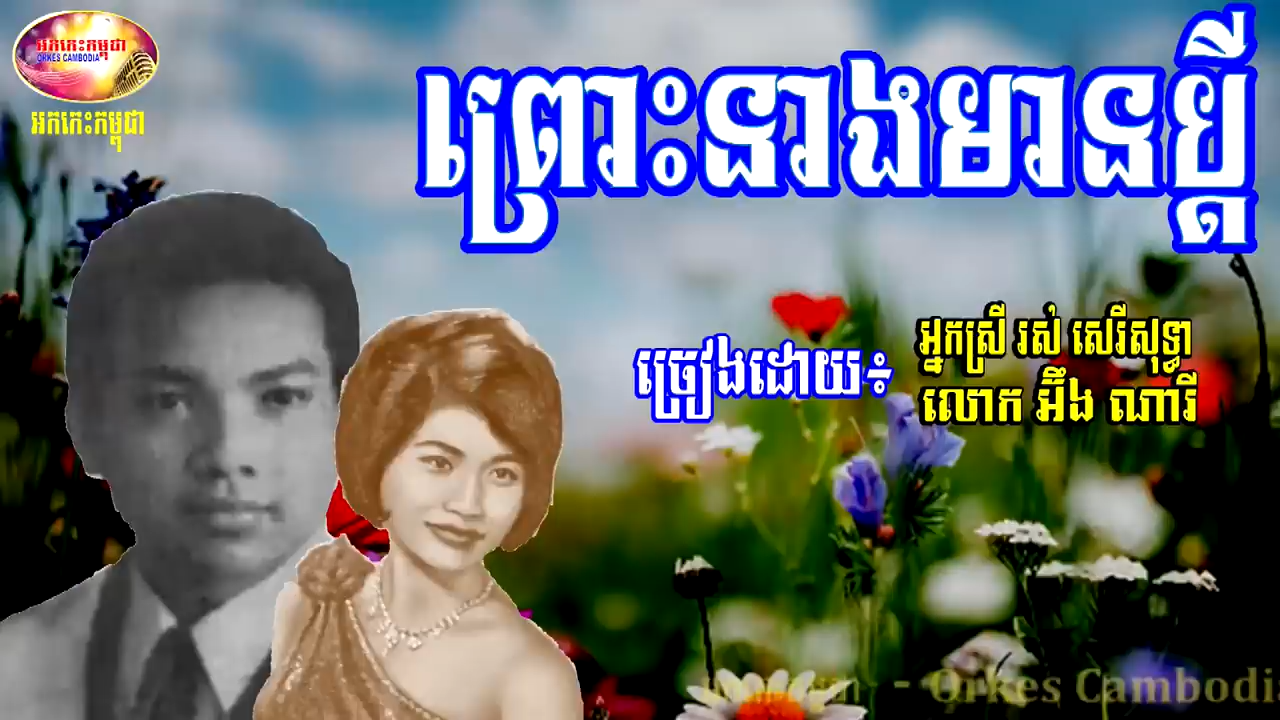 អកកេះកម្ពុជា
ORKES CAMBODIA
អកកេះកម្ពុជា
ព្រោះនាងមានប្ដី
ច្រៀងដោយ៖
អ្នកស្រី រស់ សេរីសុទ្ធា
លោក អ៊ឹង ណារី
- Orkes Cambodi